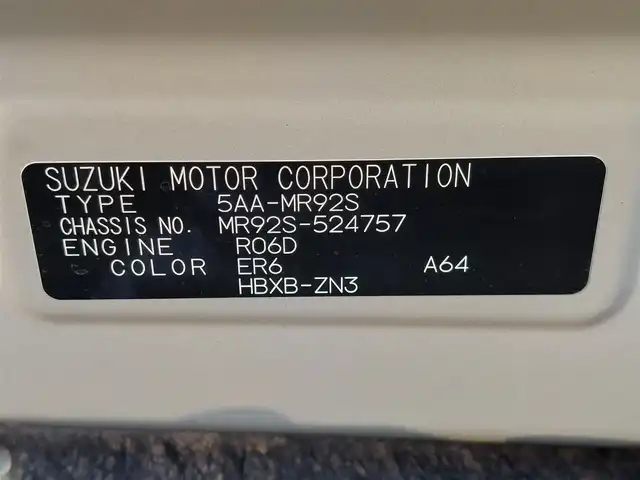 SUZUKI MOTOR CORPORATION
TYPE 5AA-MR92S
CHASSIS NO. MR92S-524757
ENGINE R06D
COLOR ER6 A64
HBXB-ZN3